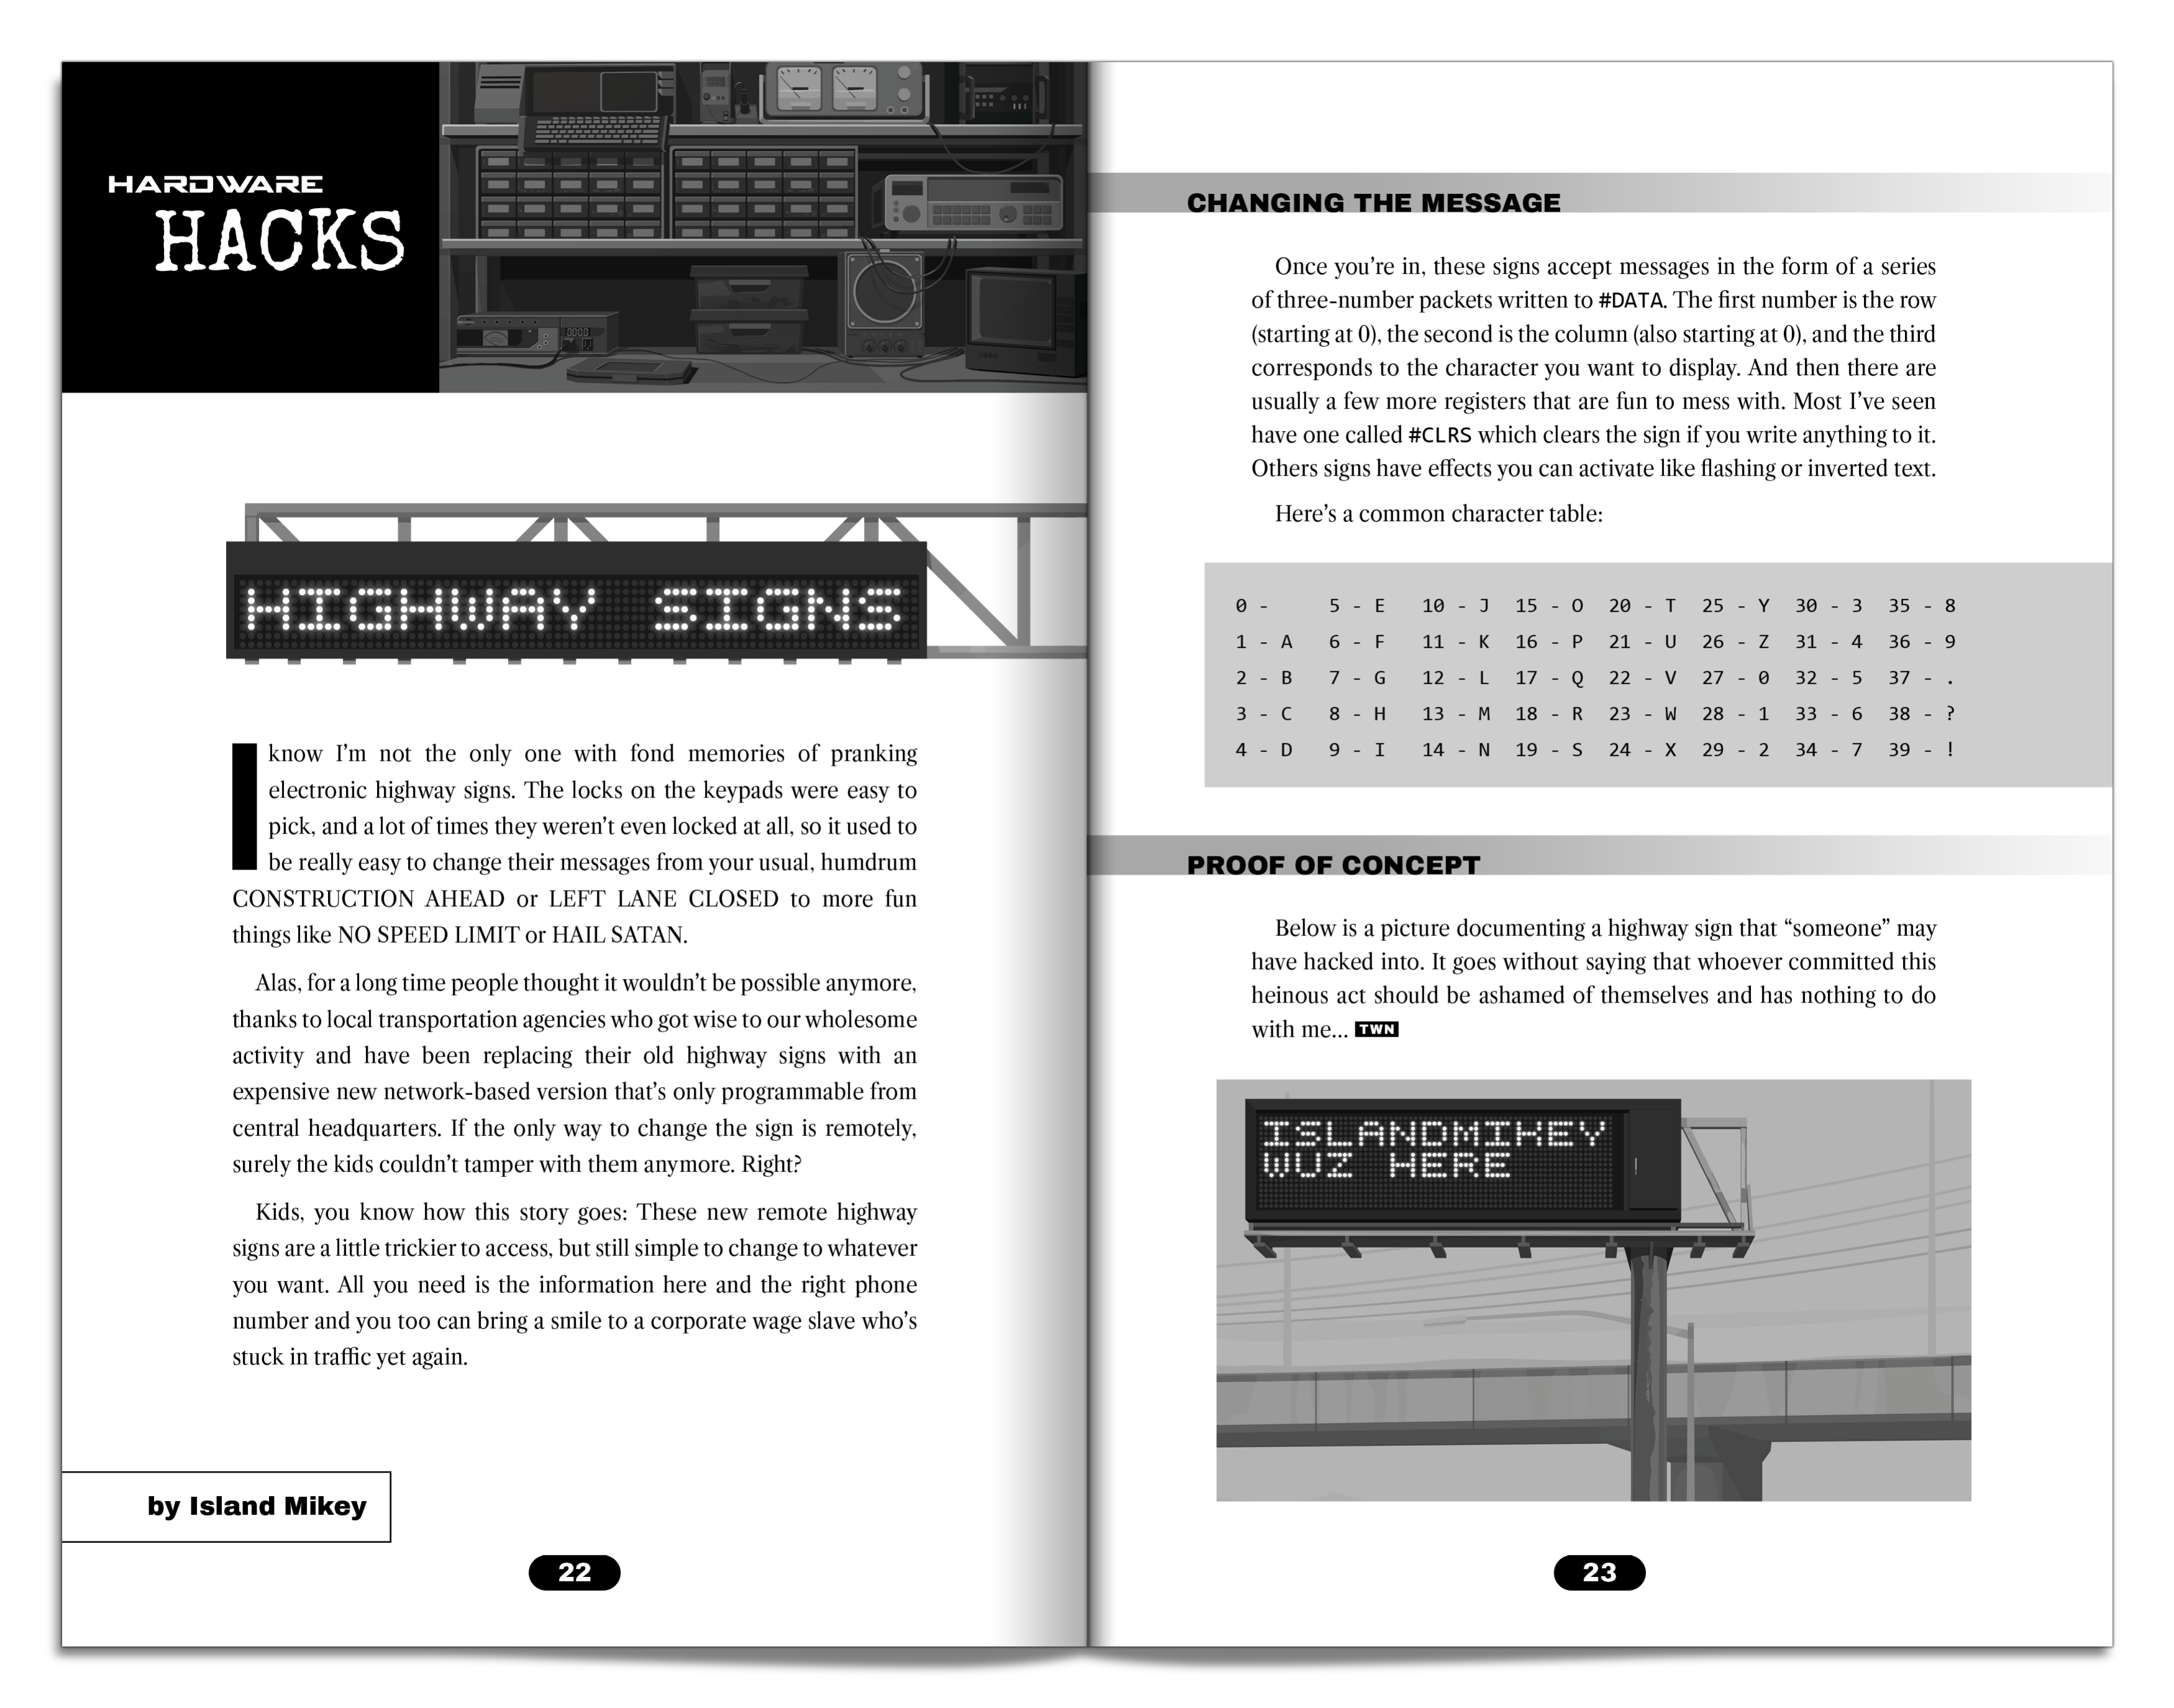 HARDWARE
HACKS
HIGHWAY SIGNS
I know I'm not the only one with fond memories of pranking
electronic highway signs. The locks on the keypads were easy to
pick, and a lot of times they weren't even locked at all, so it used to
be really easy to change their messages from your usual, humdrum
CONSTRUCTION AHEAD or LEFT LANE CLOSED to more fun
things like NO SPEED LIMIT or HAIL SATAN.
Alas, for a long time people thought it wouldn't be possible anymore,
thanks to local transportation agencies who got wise to our wholesome
activity and have been replacing their old highway signs with an
expensive new network-based version that's only programmable from
central headquarters. If the only way to change the sign is remotely,
surely the kids couldn't tamper with them anymore. Right?
Kids, you know how this story goes: These new remote highway
signs are a little trickier to access, but still simple to change to whatever
you want. All you need is the information here and the right phone
number and you too can bring a smile to a corporate wage slave who's
stuck in traffic yet again.
by Island Mikey
22
CHANGING THE MESSAGE
Once you're in, these signs accept messages in the form of a series
of three-number packets written to #DATA. The first number is the row
(starting at 0), the second is the column (also starting at 0), and the third
corresponds to the character you want to display. And then there are
usually a few more registers that are fun to mess with. Most I've seen
have one called #CLRS which clears the sign if you write anything to it.
Others signs have effects you can activate like flashing or inverted text.
Here's a common character table:
0 -   5 - E 10 - J 15 - O 20 - T 25 - Y 30 - 3 35 - 8
1 - A 6 - F 11 - K 16 - P 21 - U 26 - Z 31 - 4 36 - 9
2 - B 7 - G 12 - L 17 - Q 22 - V 27 - 0 32 - 5 37 - .
3 - C 8 - H 13 - M 18 - R 23 - W 28 - 1 33 - 6 38 - ?
4 - D 9 - I 14 - N 19 - S 24 - X 29 - 2 34 - 7 39 - !
PROOF OF CONCEPT
Below is a picture documenting a highway sign that “someone” may
have hacked into. It goes without saying that whoever committed this
heinous act should be ashamed of themselves and has nothing to do
with me... TWN
ISLANDMIKEY
WUZ HERE
23